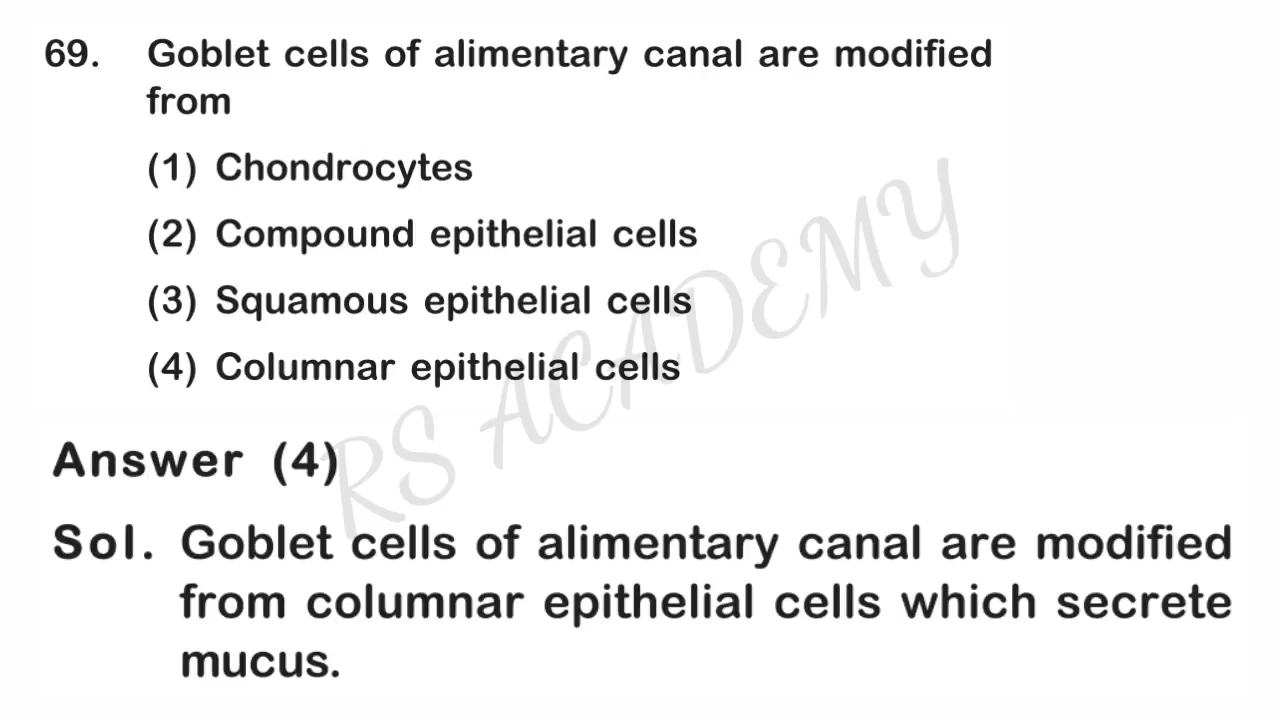 69. Goblet cells of alimentary canal are modified
from
(1) Chondrocytes
(2) Compound epithelial cells
(3) Squamous epithelial cells
(4) Columnar epithelial cells
RS ACADEMY
Answer (4)
Sol. Goblet cells of alimentary canal are modified
from columnar epithelial cells which secrete
mucus.